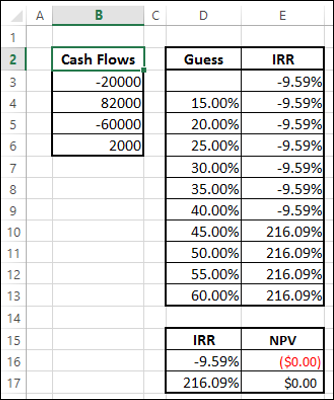 A B C D E
1
2 Cash Flows Guess IRR
3 -20000 -9.59%
4 82000 15.00% -9.59%
5 -60000 20.00% -9.59%
6 2000 25.00% -9.59%
7 30.00% -9.59%
8 35.00% -9.59%
9 40.00% -9.59%
10 45.00% 216.09%
11 50.00% 216.09%
12 55.00% 216.09%
13 60.00% 216.09%
14
15 IRR NPV
16 -9.59% ($0.00)
17 216.09% $0.00